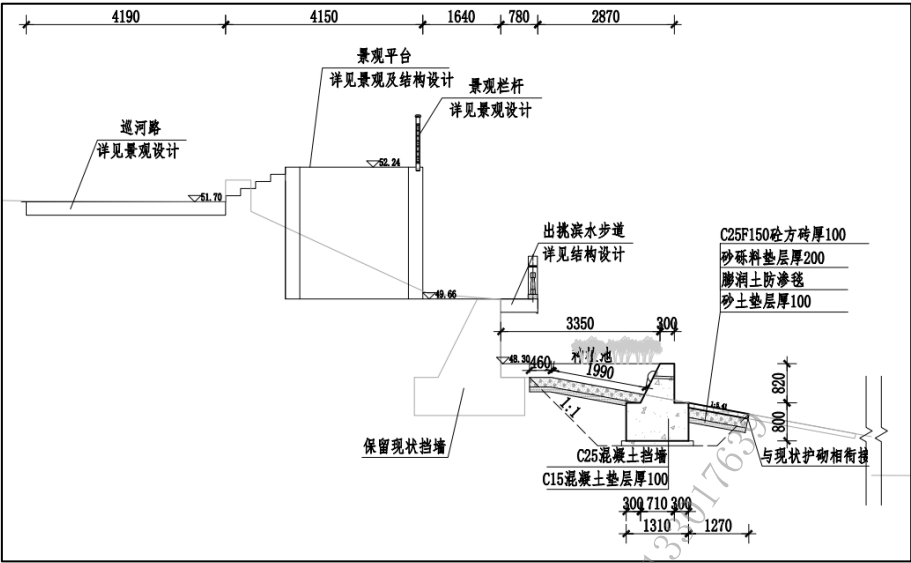 4190
4150
1640
780
2870
景观平台
详见景观及结构设计
景观栏杆
详见景观设计
巡河路
详见景观设计
52.24
51.70
出挑滨水步道
详见结构设计
C25F150砼方砖厚100
砂砾料垫层厚200
膨润土防渗毯
砂土垫层厚100
49.66
3350
300
48.30
460
1990
820
800
1:1
1:5.41
保留现状挡墙
C25混凝土挡墙
C15混凝土垫层厚100
与现状护砌相衔接
300
710
300
1310
1270
133017639